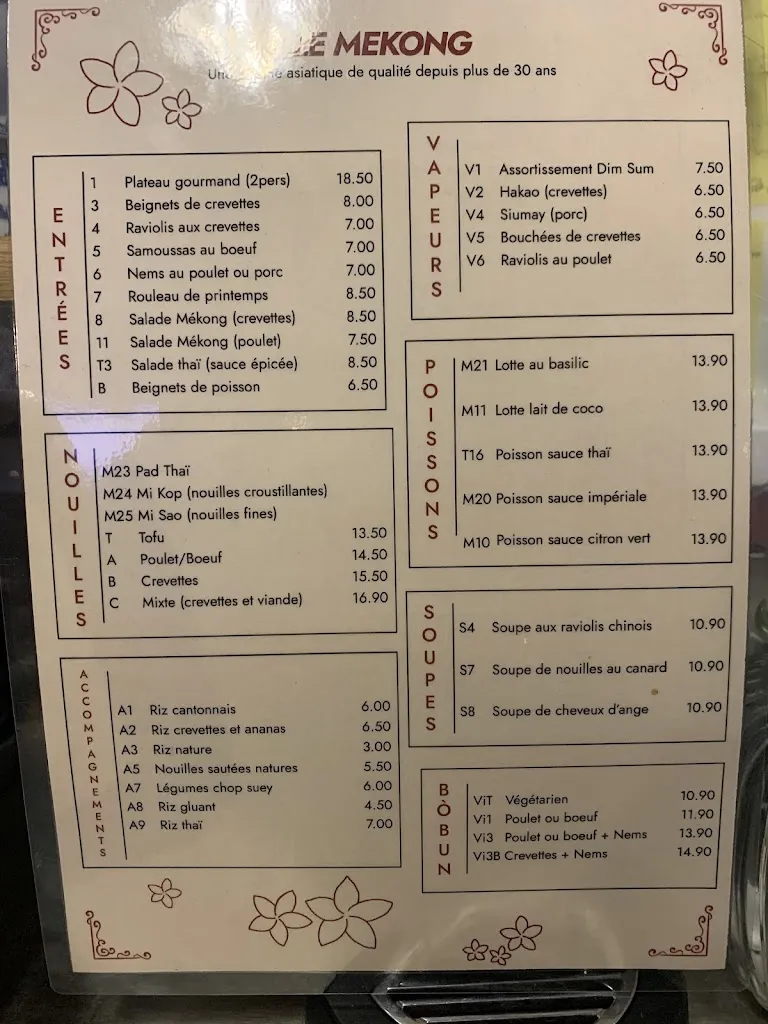 LE MEKONG
asiatique de qualité depuis plus de 30 ans
ENTRÉES
1 Plateau gourmand (2pers) 18.50
3 Beignets de crevettes 8.00
4 Raviolis aux crevettes 7.00
5 Samoussas au boeuf 7.00
6 Nems au poulet ou porc 7.00
7 Rouleau de printemps 8.50
8 Salade Mékong (crevettes) 8.50
11 Salade Mékong (poulet) 7.50
T3 Salade thaï (sauce épicée) 8.50
B Beignets de poisson 6.50
NOUILLES
M23 Pad Thaï
M24 Mi Kop (nouilles croustillantes)
M25 Mi Sao (nouilles fines)
T Tofu 13.50
A Poulet/Boeuf 14.50
B Crevettes 15.50
C Mixte (crevettes et viande) 16.90
ACCOMPAGNEMENTS
A1 Riz cantonnais 6.00
A2 Riz crevettes et ananas 6.50
A3 Riz nature 3.00
A5 Nouilles sautées natures 5.50
A7 Légumes chop suey 6.00
A8 Riz gluant 4.50
A9 Riz thaï 7.00
VAPEURS
V1 Assortissement Dim Sum 7.50
V2 Hakao (crevettes) 6.50
V4 Siumay (porc) 6.50
V5 Bouchées de crevettes 6.50
V6 Raviolis au poulet 6.50
POISSONS
M21 Lotte au basilic 13.90
M11 Lotte lait de coco 13.90
T16 Poisson sauce thaï 13.90
M20 Poisson sauce impériale 13.90
M10 Poisson sauce citron vert 13.90
SOUPES
S4 Soupe aux raviolis chinois 10.90
S7 Soupe de nouilles au canard 10.90
S8 Soupe de cheveux d'ange 10.90
BÒBUN
ViT Végétarien 10.90
Vi1 Poulet ou boeuf 11.90
Vi3 Poulet ou boeuf + Nems 13.90
Vi3B Crevettes + Nems 14.90